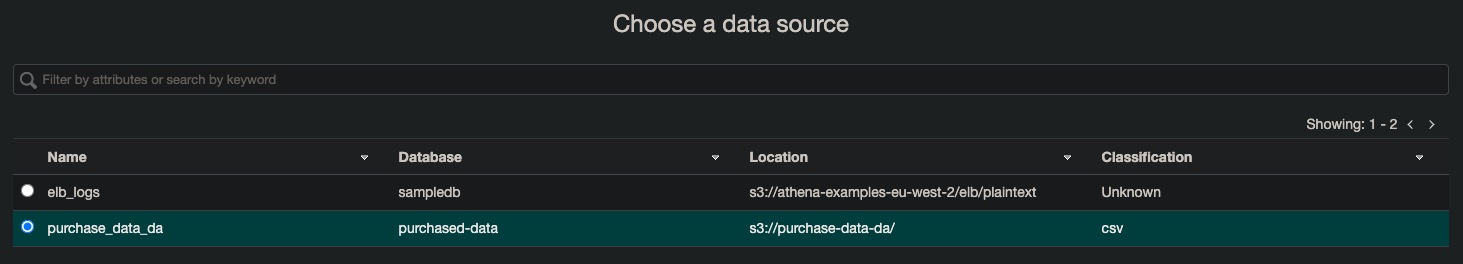 Choose a data source
Filter by attributes or search by keyword
Showing: 1 - 2
Name Database Location Classification
elb_logs sampledb s3://athena-examples-eu-west-2/elb/plaintext Unknown
purchase_data_da purchased-data s3://purchase-data-da/ csv